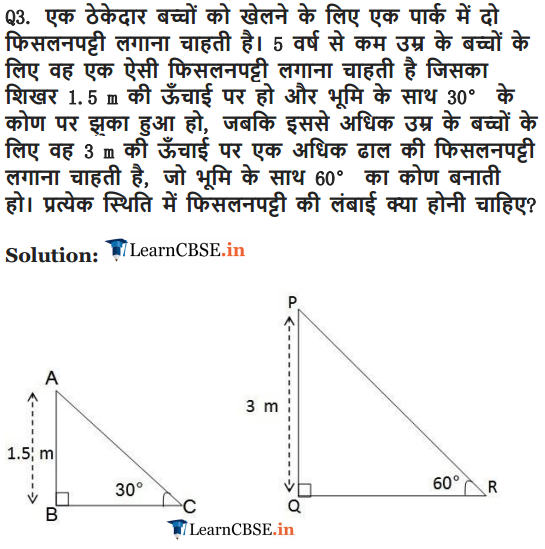 Q3. एक ठेकेदार बच्चों को खेलने के लिए एक पार्क में दो
फिसलनपट्टी लगाना चाहती है। 5 वर्ष से कम उम्र के बच्चों के
लिए वह एक ऐसी फिसलनपट्टी लगाना चाहती है जिसका
शिखर 1.5 m की ऊँचाई पर हो और भूमि के साथ 30° के
कोण पर झुका हुआ हो, जबकि इससे अधिक उम्र के बच्चों के
लिए वह 3 m की ऊँचाई पर एक अधिक ढाल की फिसलनपट्टी
लगाना चाहती है, जो भूमि के साथ 60° का कोण बनाती
हो। प्रत्येक स्थिति में फिसलनपट्टी की लंबाई क्या होनी चाहिए?
Solution: LearnCBSE.in
P
A
3 m
1.5 m
30°
60°
R
B
C
Q
LearnCBSE.in